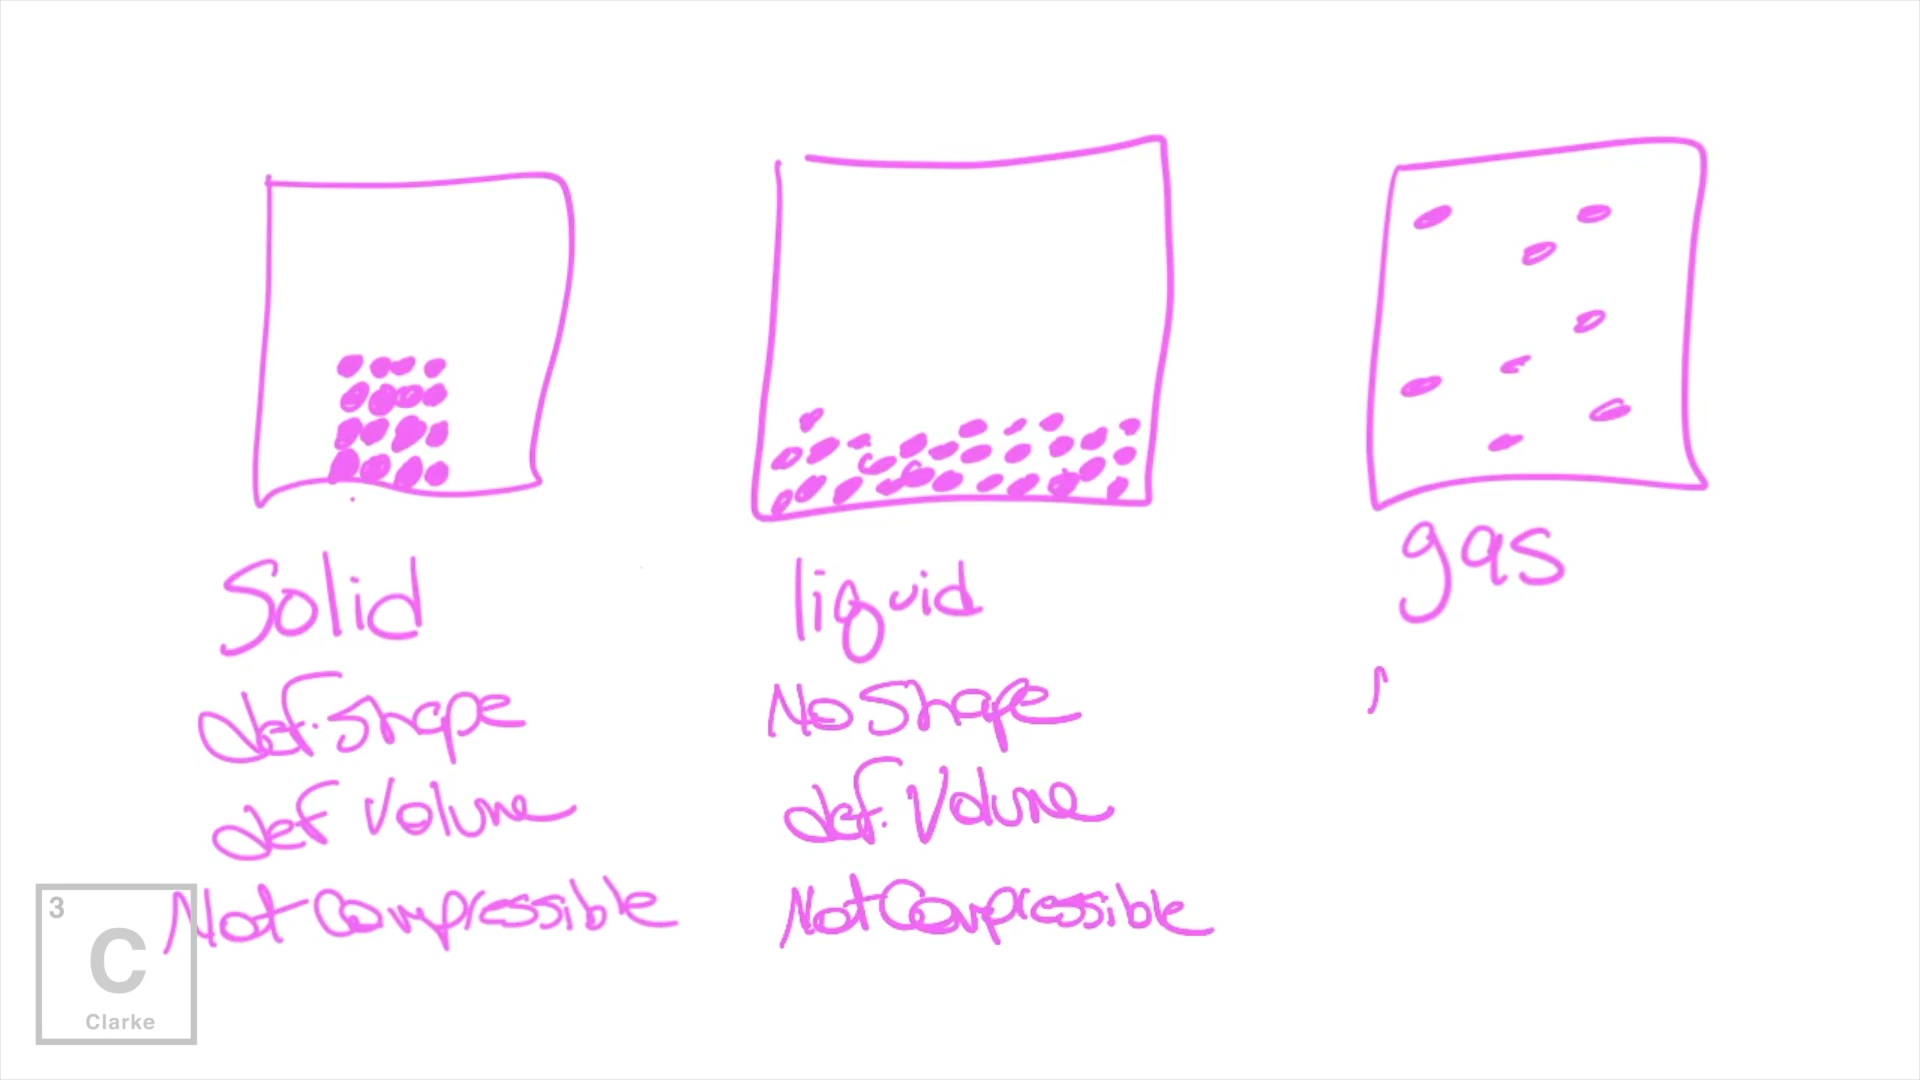 Solid
def. shape
def Volume
Not Compressible
liquid
No Shape
def. Volume
Not Compressible
gas
3
C
Clarke